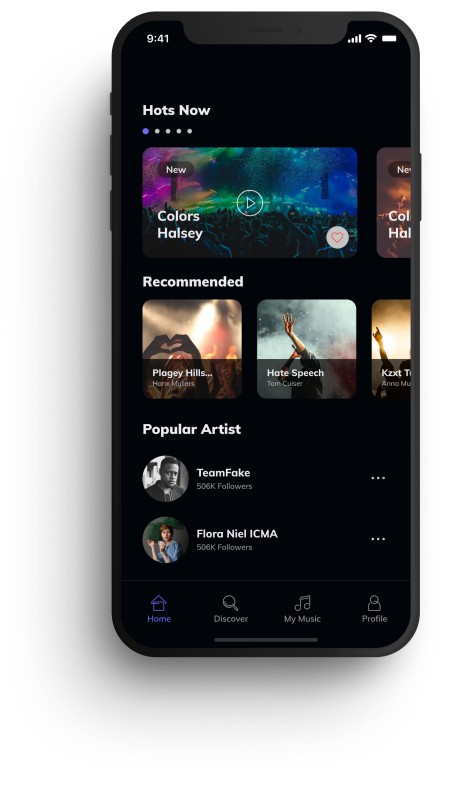 9:41
Hots Now
New
New
Colors
Halsey
Col
Hal
Recommended
Plagey Hills...
Hanx Mullers
Hate Speech
Tom Cuiser
Kzxt T
Anna Mu
Popular Artist
TeamFake
506K Followers
Flora Niel ICMA
506K Followers
Home
Discover
My Music
Profile